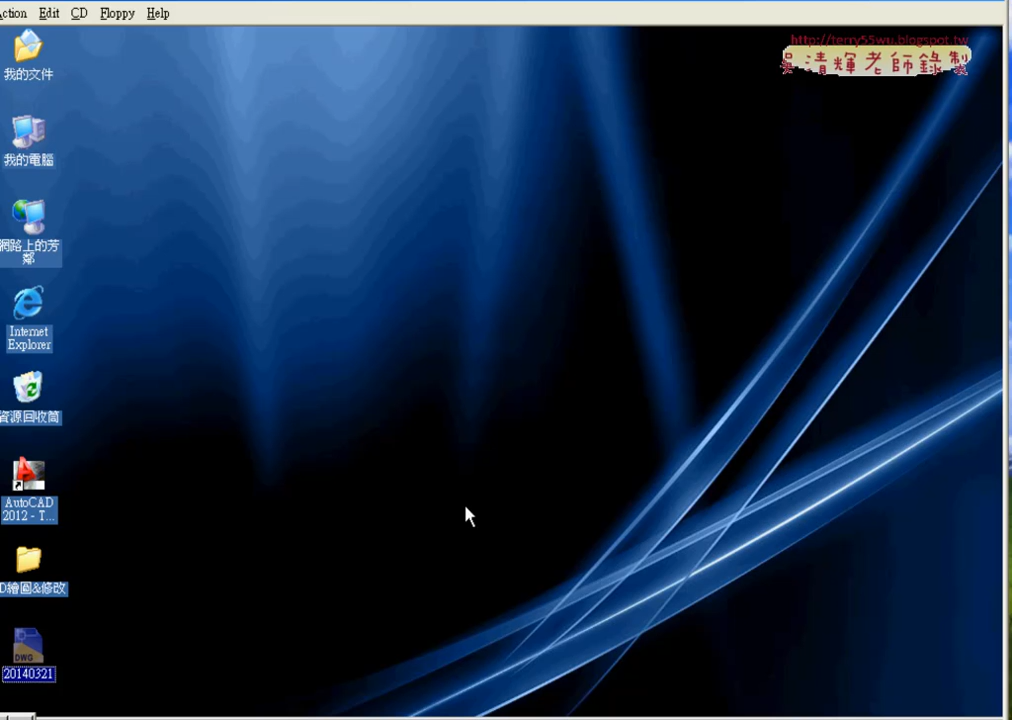 ction Edit CD Floppy Help
http://terry55wu.blogspot.tw
吳清輝老師錄製
我的文件
我的電腦
網路上的芳
鄰
Internet
Explorer
資源回收筒
AutoCAD
2012 - T...
D繪圖&修改
DWG
20140321